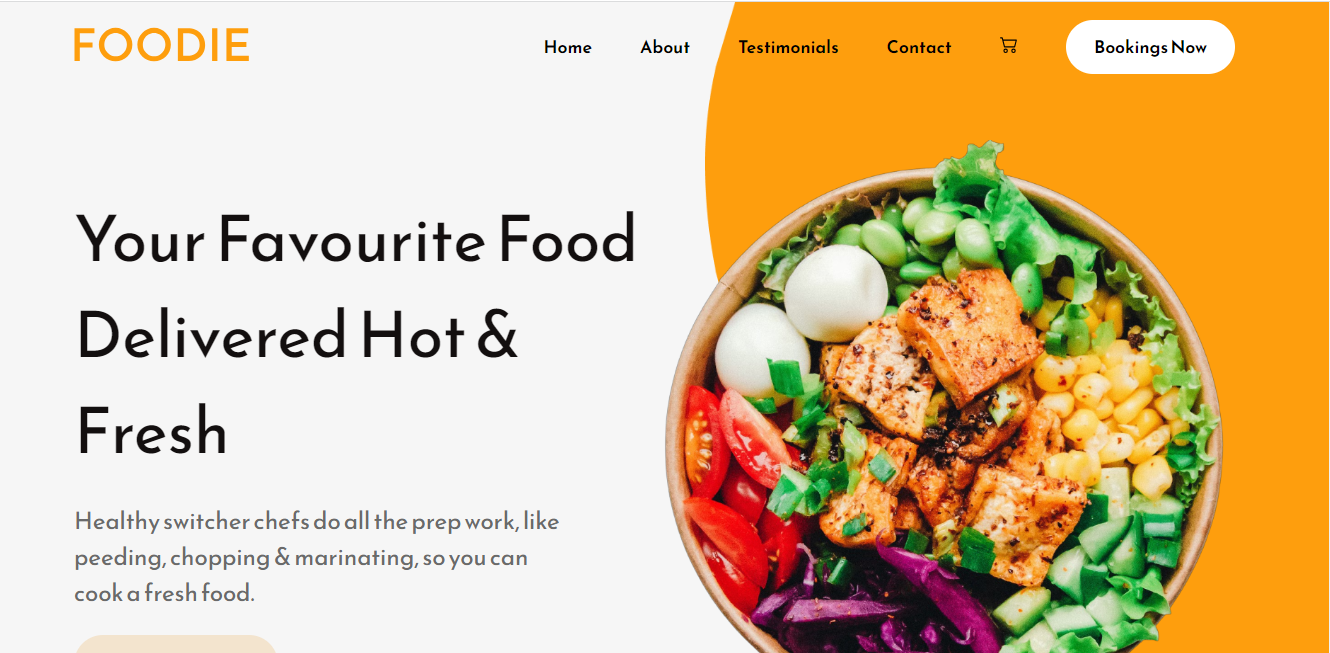 FOODIE
Home About Testimonials Contact Bookings Now
Your Favourite Food
Delivered Hot &
Fresh
Healthy switcher chefs do all the prep work, like
peeding, chopping & marinating, so you can
cook a fresh food.